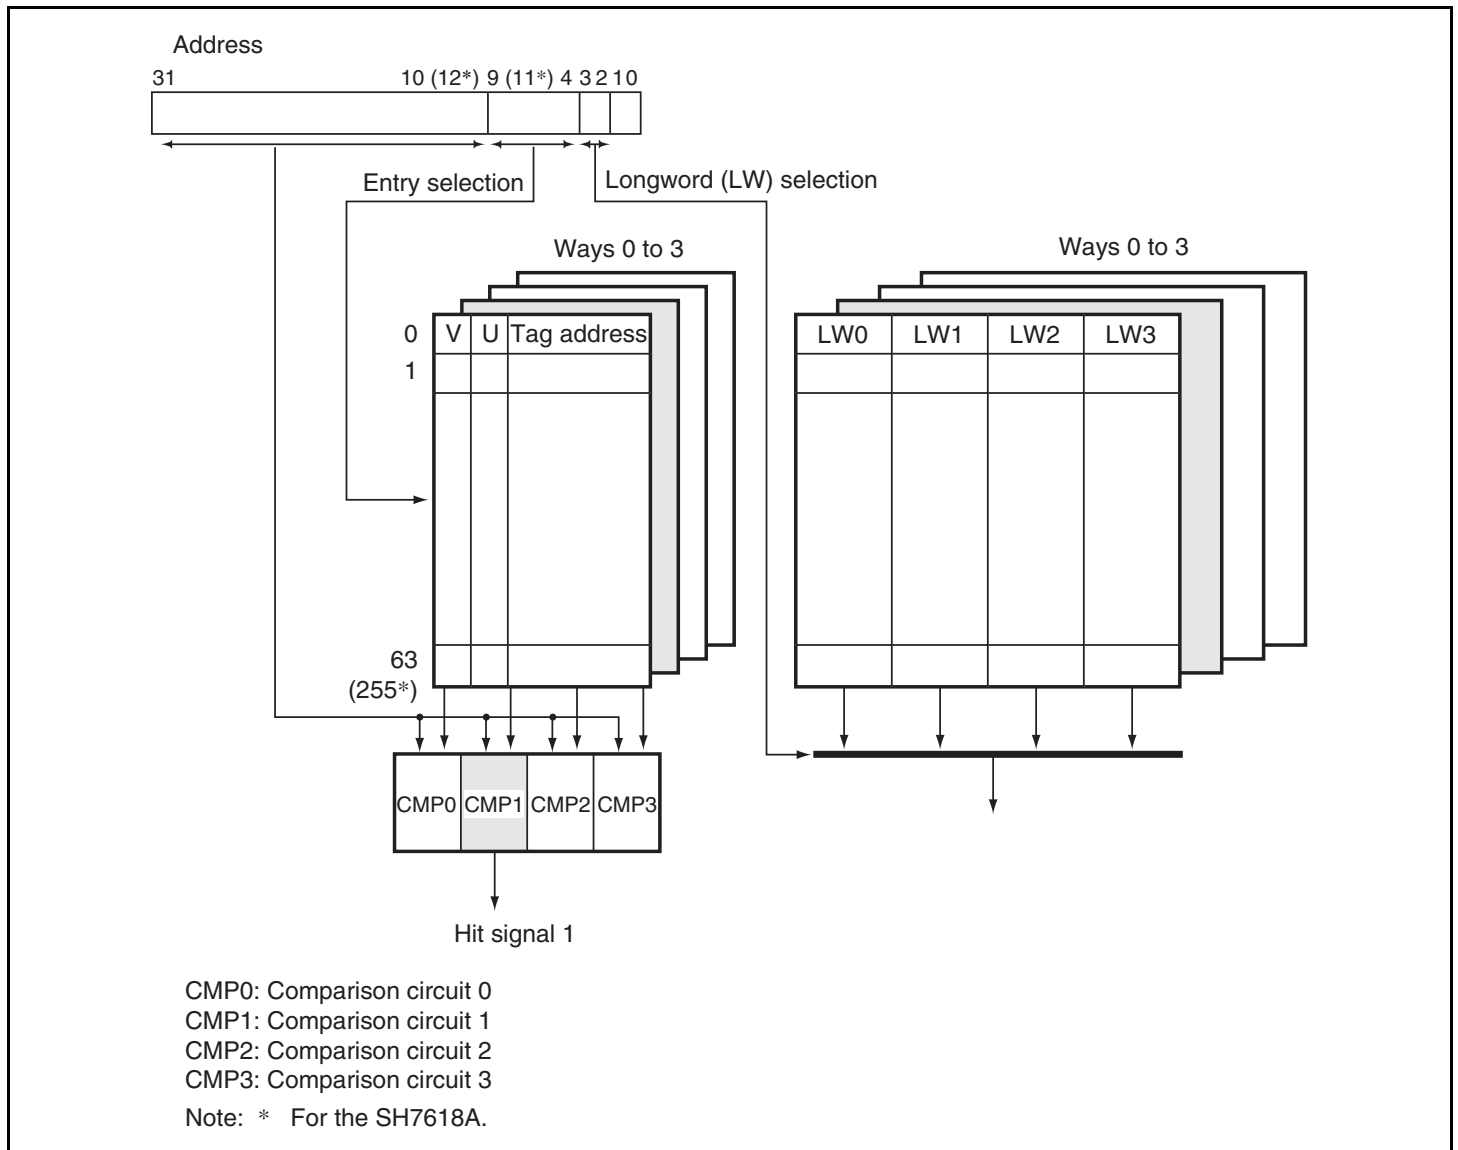 Address
31 10 (12*) 9 (11*) 4 3 2 1 0
Entry selection
Longword (LW) selection
Ways 0 to 3
Ways 0 to 3
0 V U Tag address
LW0 LW1 LW2 LW3
1
63
(255*)
CMP0 CMP1 CMP2 CMP3
Hit signal 1
CMP0: Comparison circuit 0
CMP1: Comparison circuit 1
CMP2: Comparison circuit 2
CMP3: Comparison circuit 3
Note: * For the SH7618A.